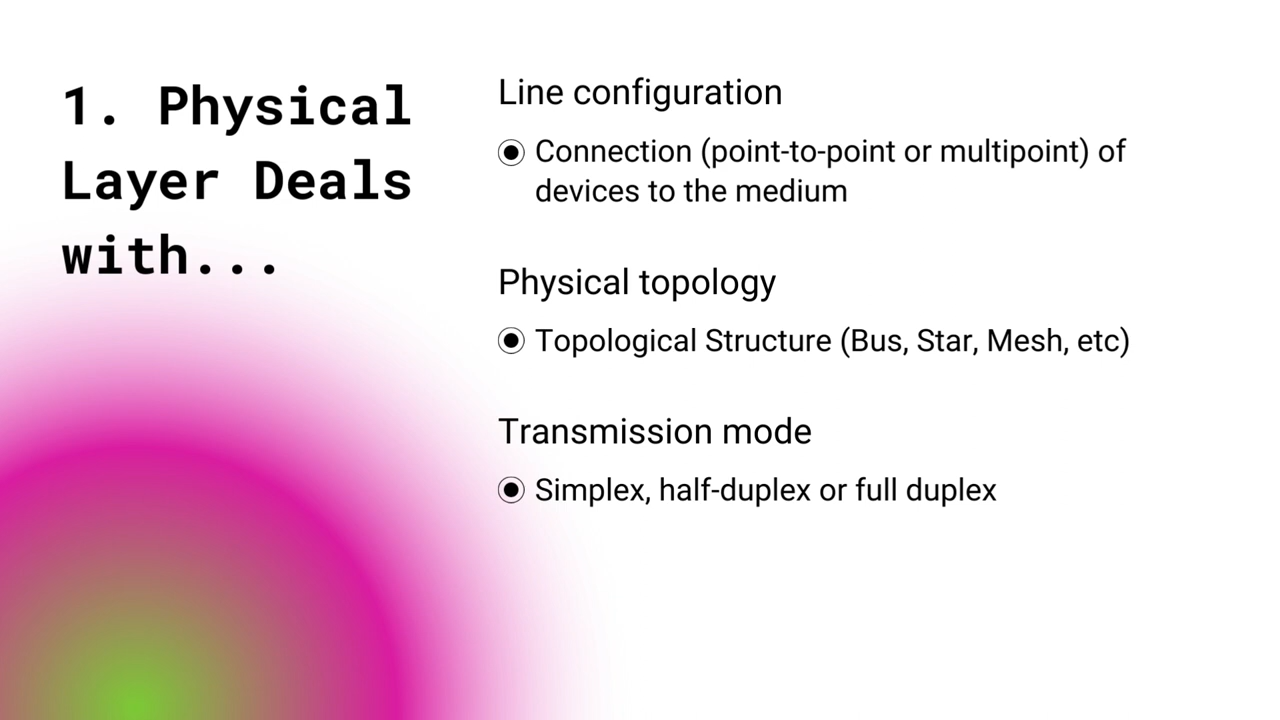 1. Physical
Layer Deals
with...
Line configuration
Connection (point-to-point or multipoint) of
devices to the medium
Physical topology
Topological Structure (Bus, Star, Mesh, etc)
Transmission mode
Simplex, half-duplex or full duplex